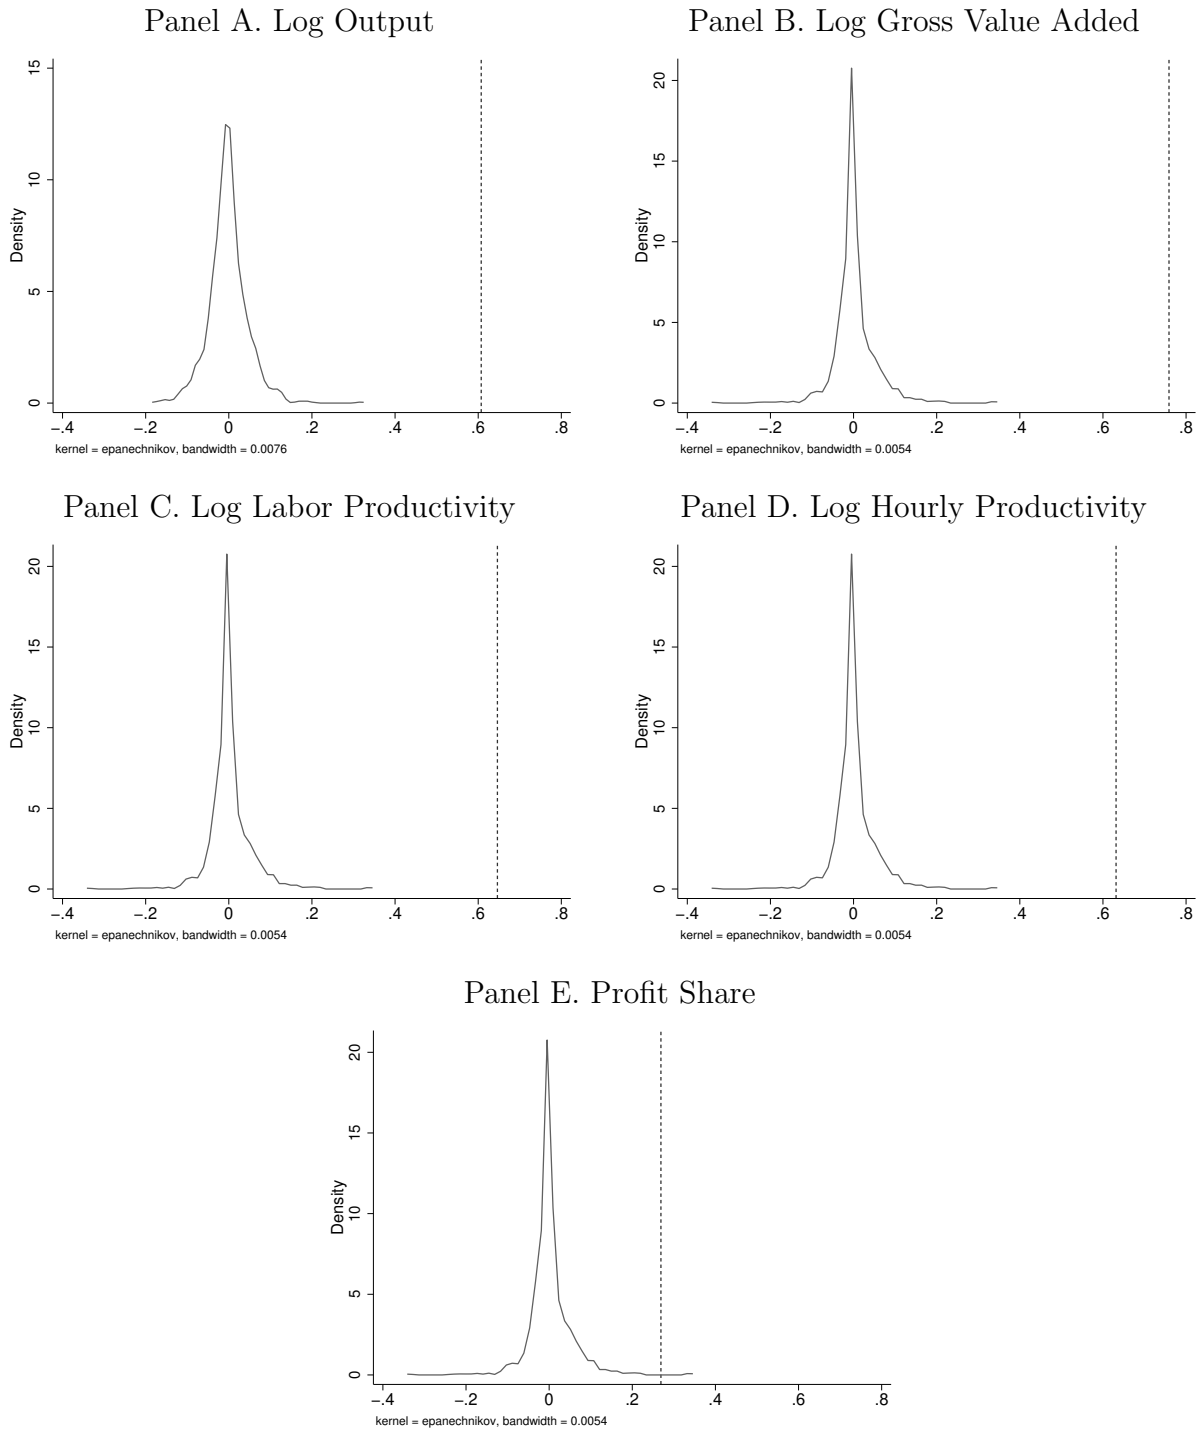 Panel A. Log Output
Density
15
10
5
0
−.4 −.2 0 .2 .4 .6 .8
kernel = epanechnikov, bandwidth = 0.0076
Panel B. Log Gross Value Added
Density
20
15
10
5
0
−.4 −.2 0 .2 .4 .6 .8
kernel = epanechnikov, bandwidth = 0.0054
Panel C. Log Labor Productivity
Density
20
15
10
5
0
−.4 −.2 0 .2 .4 .6 .8
kernel = epanechnikov, bandwidth = 0.0054
Panel D. Log Hourly Productivity
Density
20
15
10
5
0
−.4 −.2 0 .2 .4 .6 .8
kernel = epanechnikov, bandwidth = 0.0054
Panel E. Profit Share
Density
20
15
10
5
0
−.4 −.2 0 .2 .4 .6 .8
kernel = epanechnikov, bandwidth = 0.0054